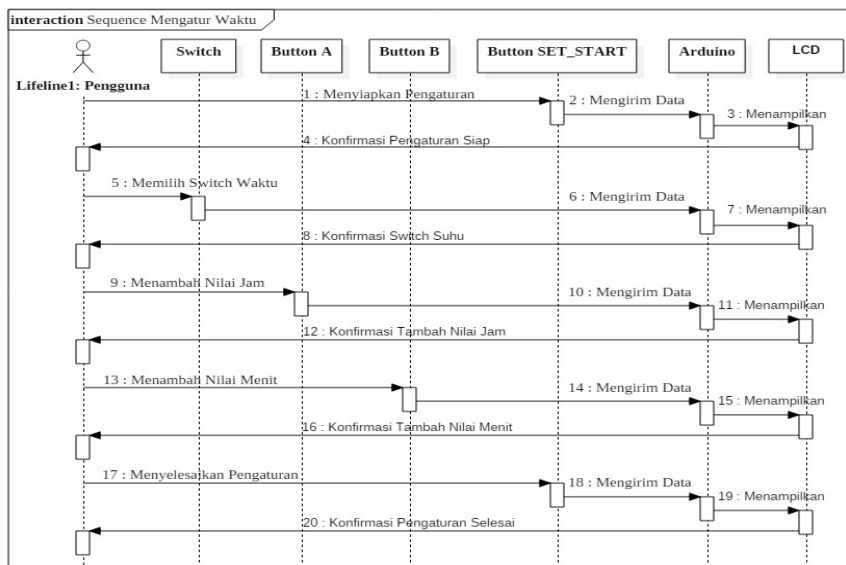 interaction Sequence Mengatur Waktu
Switch
Button A
Button B
Button SET_START
Arduino
LCD
Lifeline1: Pengguna
1 : Menyiapkan Pengaturan
2 : Mengirim Data
3 : Menampilkan
4 : Konfirmasi Pengaturan Siap
5 : Memilih Switch Waktu
6 : Mengirim Data
7 : Menampilkan
8 : Konfirmasi Switch Suhu
9 : Menambah Nilai Jam
10 : Mengirim Data
11 : Menampilkan
12 : Konfirmasi Tambah Nilai Jam
13 : Menambah Nilai Menit
14 : Mengirim Data
15 : Menampilkan
16 : Konfirmasi Tambah Nilai Menit
17 : Menyelesaikan Pengaturan
18 : Mengirim Data
19 : Menampilkan
20 : Konfirmasi Pengaturan Selesai